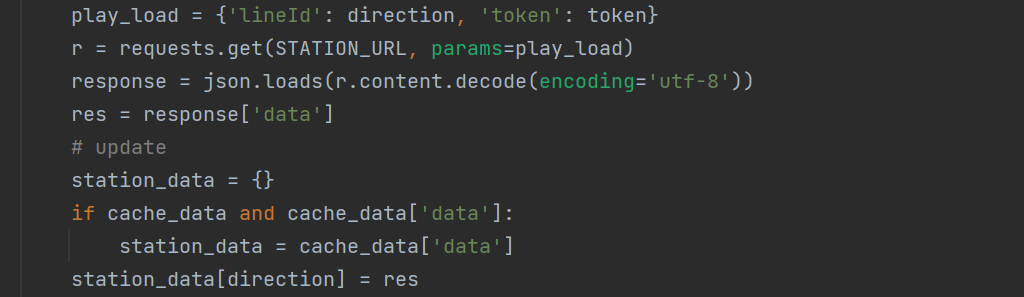 play_load = {'lineId': direction, 'token': token}
r = requests.get(STATION_URL, params=play_load)
response = json.loads(r.content.decode(encoding='utf-8'))
res = response['data']
# update
station_data = {}
if cache_data and cache_data['data']:
    station_data = cache_data['data']
station_data[direction] = res